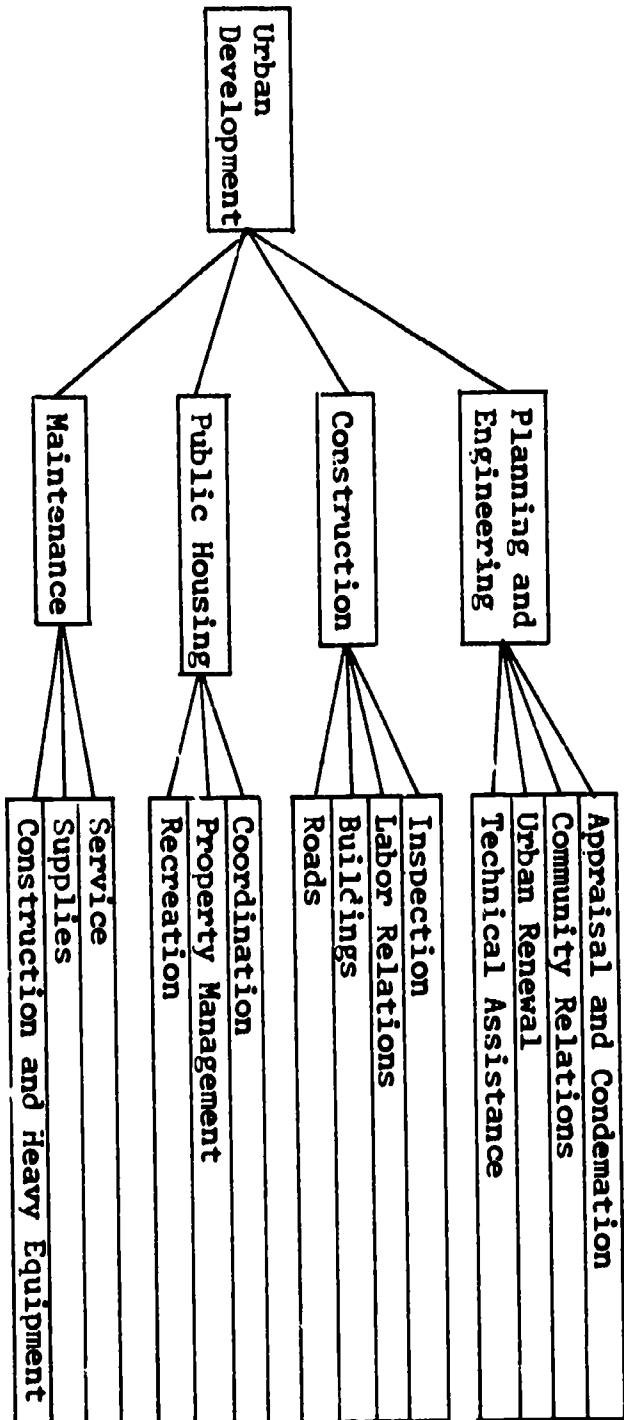 Urban
Development
Planning and
Engineering
Appraisal and Condemation
Community Relations
Urban Renewal
Technical Assistance
Construction
Inspection
Labor Relations
Buildings
Roads
Public Housing
Coordination
Property Management
Recreation
Maintenance
Service
Supplies
Construction and Heavy Equipment